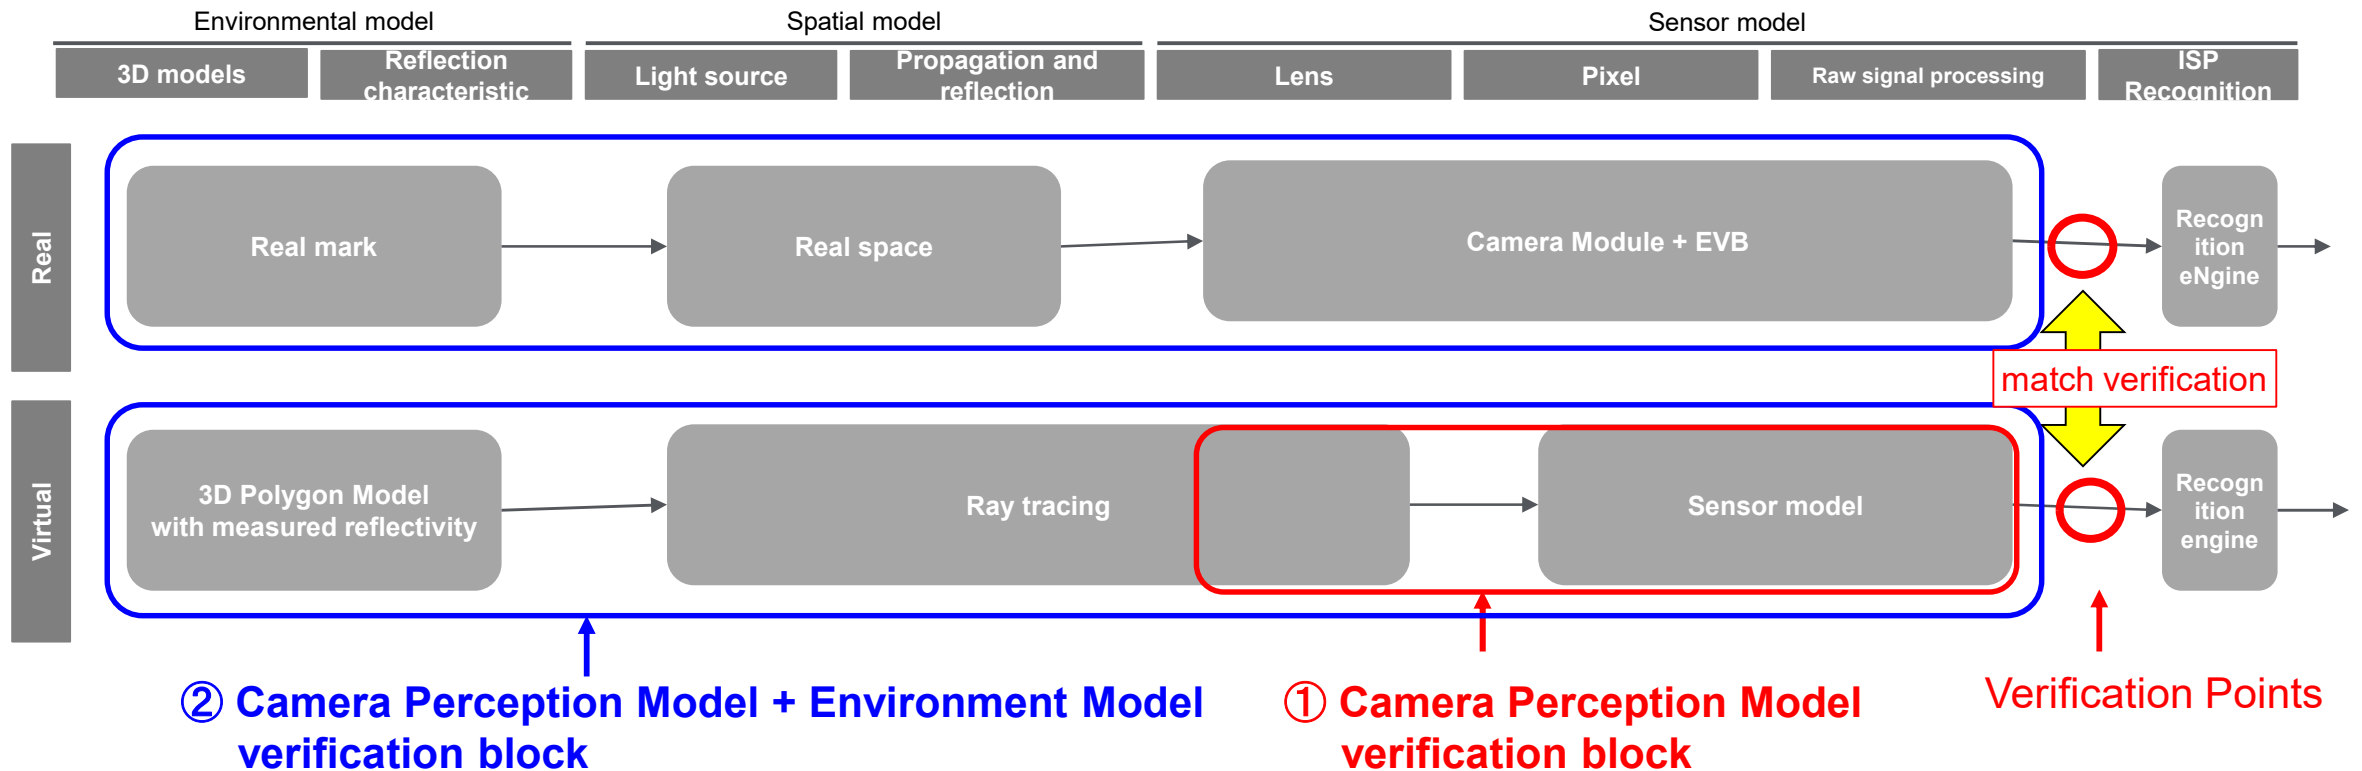 Environmental model
Spatial model
Sensor model
3D models
Reflection
characteristic
Light source
Propagation and
reflection
Lens
Pixel
Raw signal processing
ISP
Recognition
Real
Real mark
Real space
Camera Module + EVB
Recogn
ition
eNgine
match verification
Virtual
3D Polygon Model
with measured reflectivity
Ray tracing
Sensor model
Recogn
ition
engine
② Camera Perception Model + Environment Model
verification block
① Camera Perception Model
verification block
Verification Points